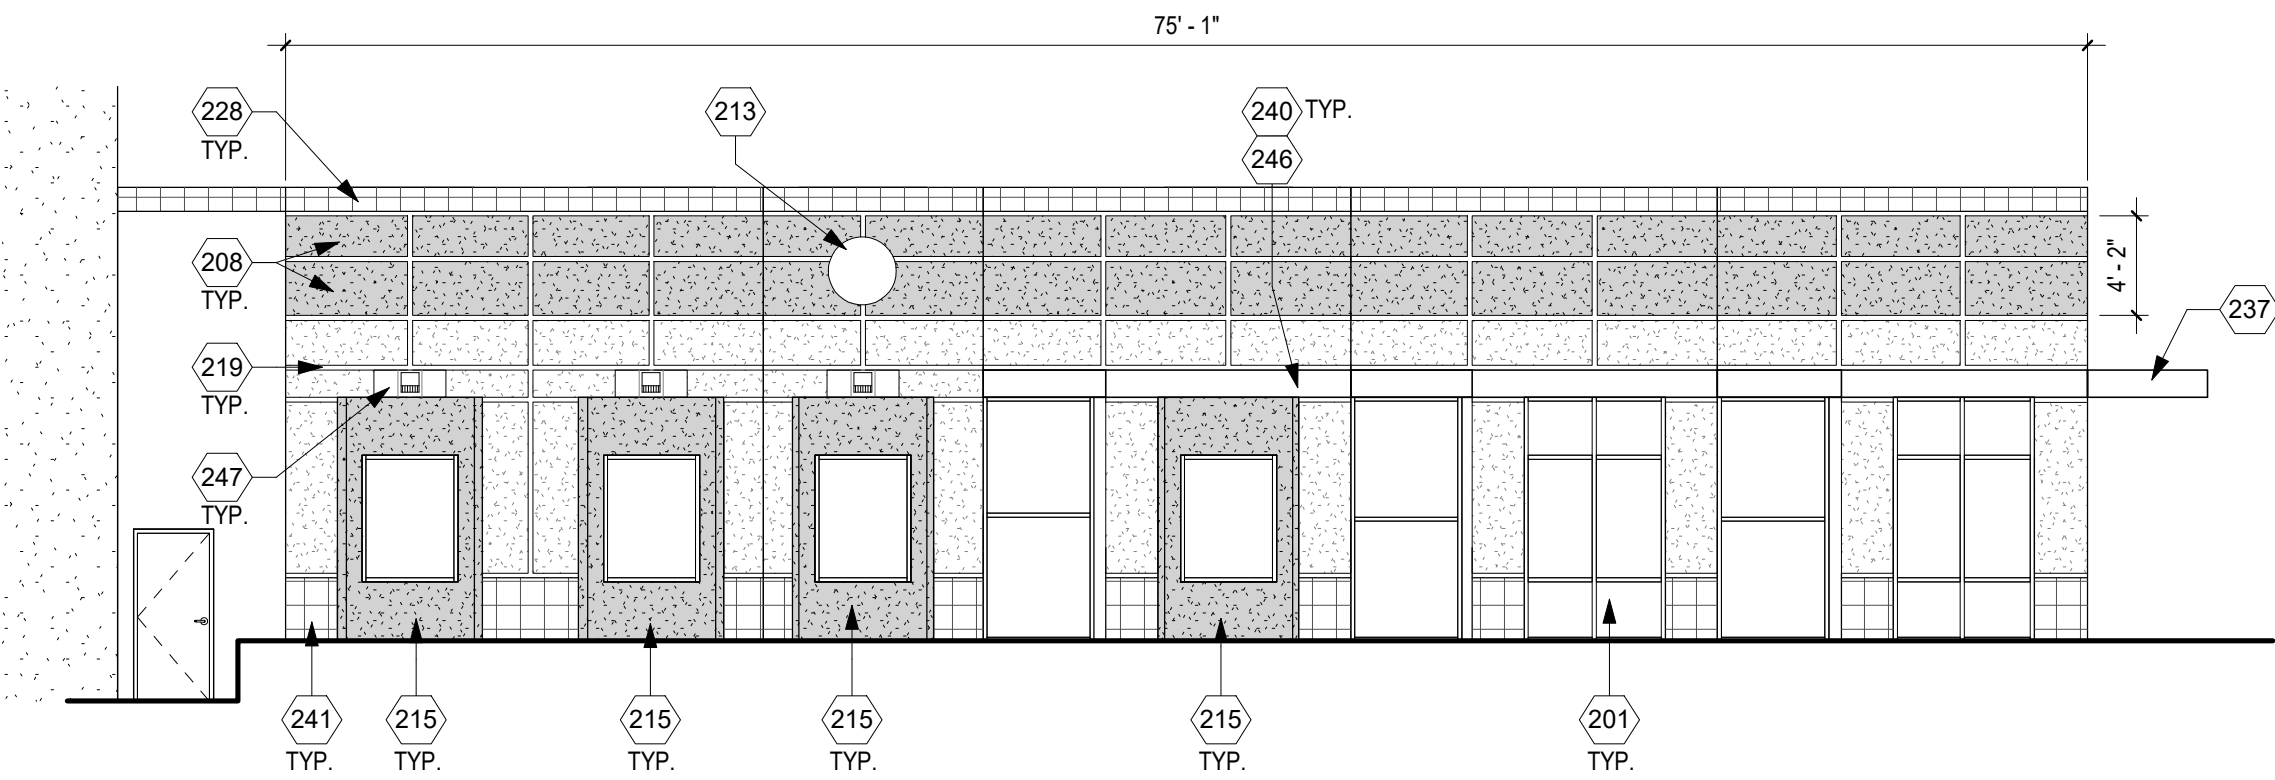 75' - 1"
228
TYP.
213
240 TYP.
246
208
TYP.
4' - 2"
237
219
TYP.
247
TYP.
241
TYP.
215
TYP.
215
TYP.
215
TYP.
215
TYP.
201
TYP.